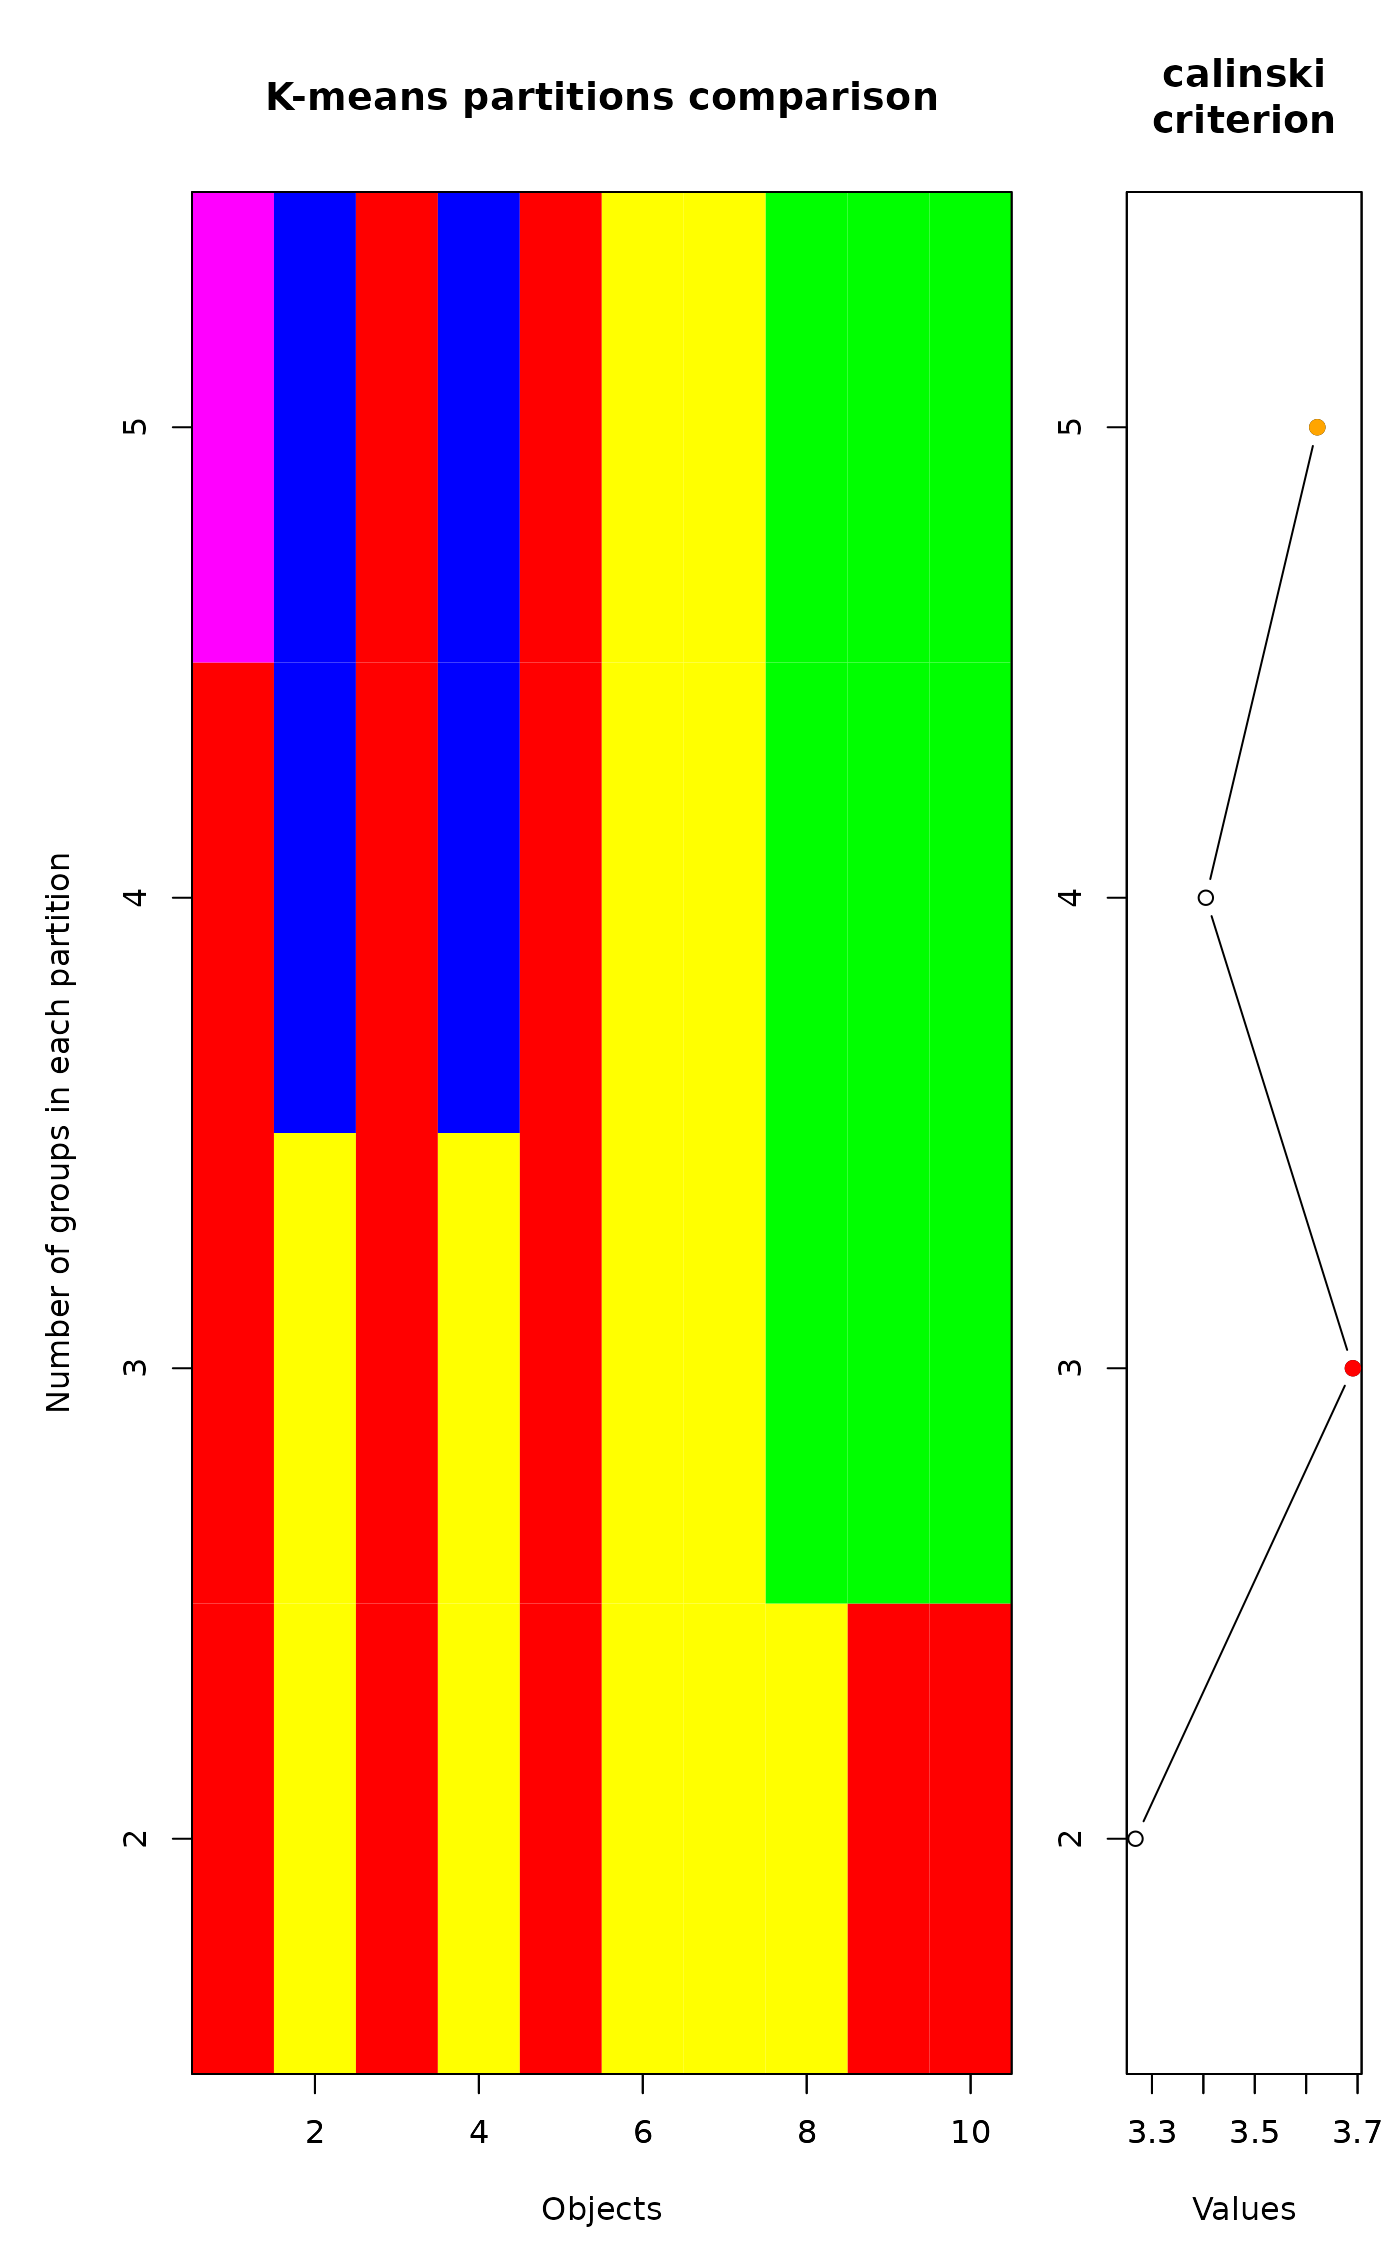 K-means partitions comparison
calinski
criterion
Number of groups in each partition
5
4
3
2
2 4 6 8 10
Objects
5
4
3
2
3.3 3.5 3.7
Values